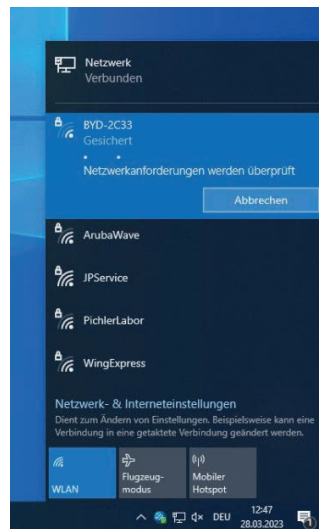 Netzwerk
Verbunden
BYD-2C33
Gesichert
Netzwerkanforderungen werden überprüft
Abbrechen
ArubaWave
JPService
PichlerLabor
WingExpress
Netzwerk- & Interneteinstellungen
Dient zum Ändern von Einstellungen. Beispielsweise kann eine
Verbindung in eine getaktete Verbindung geändert werden.
WLAN
Flugzeug-
modus
Mobiler
Hotspot
DEU
12:47
28.03.2023
1